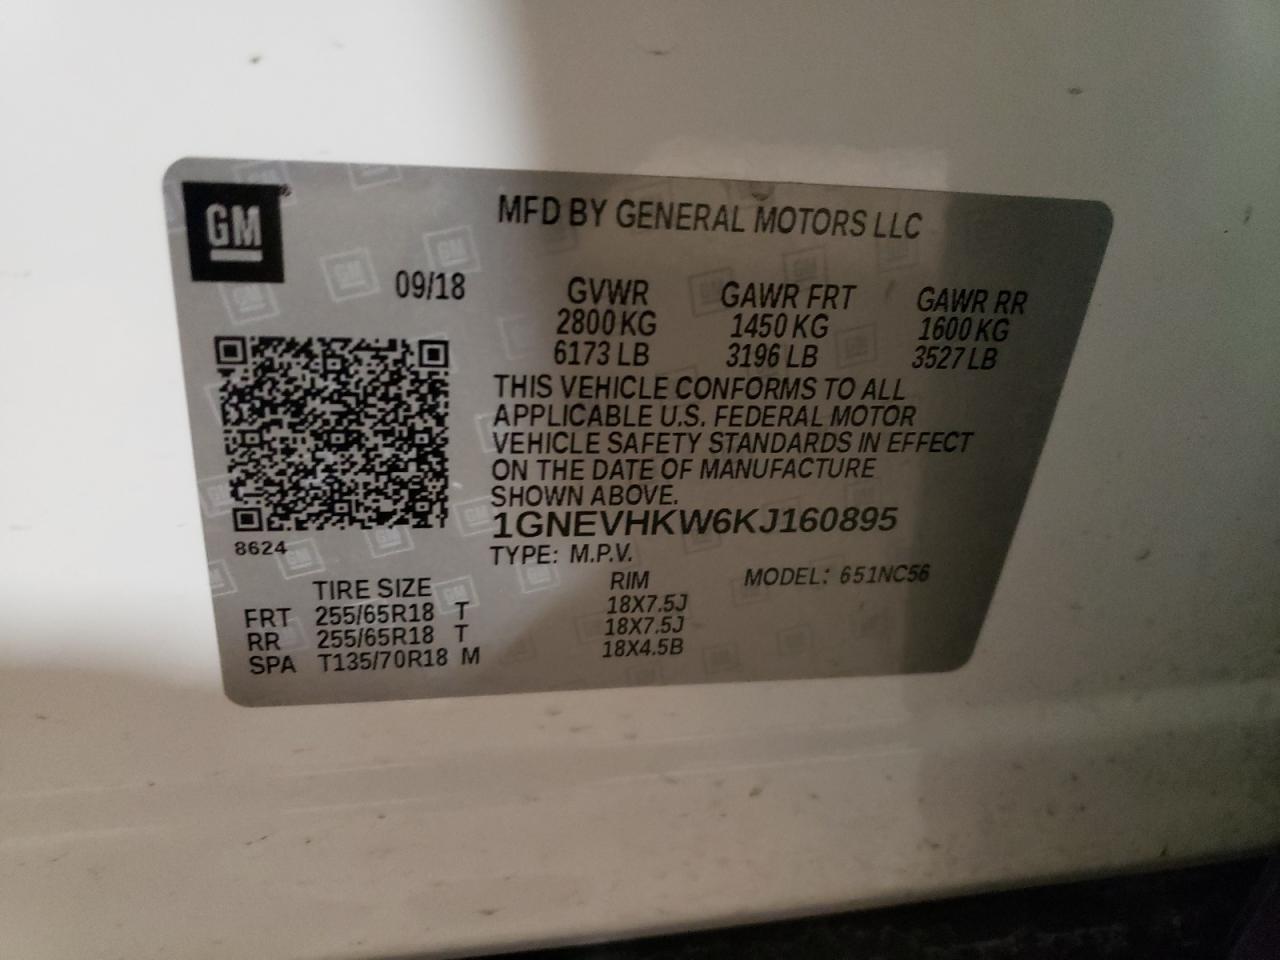 GM
MFD BY GENERAL MOTORS LLC
09/18
GVWR GAWR FRT GAWR RR
2800 KG 1450 KG 1600 KG
6173 LB 3196 LB 3527 LB
THIS VEHICLE CONFORMS TO ALL
APPLICABLE U.S. FEDERAL MOTOR
VEHICLE SAFETY STANDARDS IN EFFECT
ON THE DATE OF MANUFACTURE
SHOWN ABOVE.
1GNEVHKW6KJ160895
8624
TYPE: M.P.V.
TIRE SIZE RIM MODEL: 651NC56
FRT 255/65R18 T 18X7.5J
RR 255/65R18 T 18X7.5J
SPA T135/70R18 M 18X4.5B